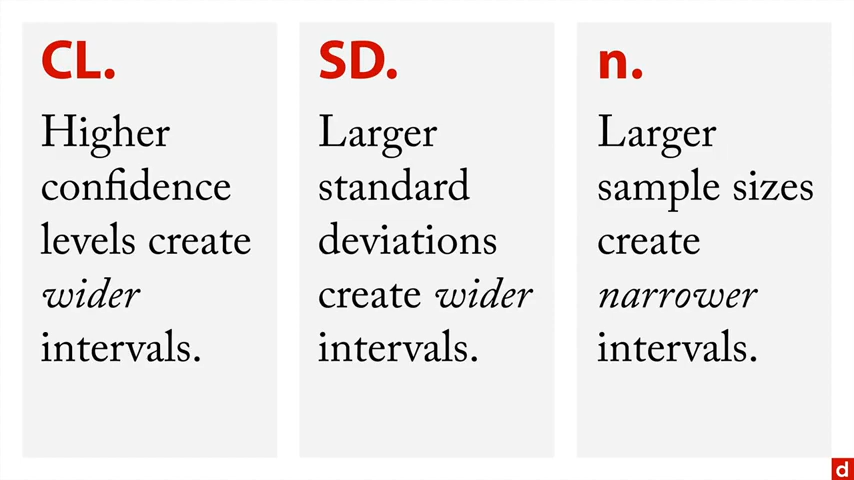 CL.
Higher
confidence
levels create
wider
intervals.
SD.
Larger
standard
deviations
create wider
intervals.
n.
Larger
sample sizes
create
narrower
intervals.
d